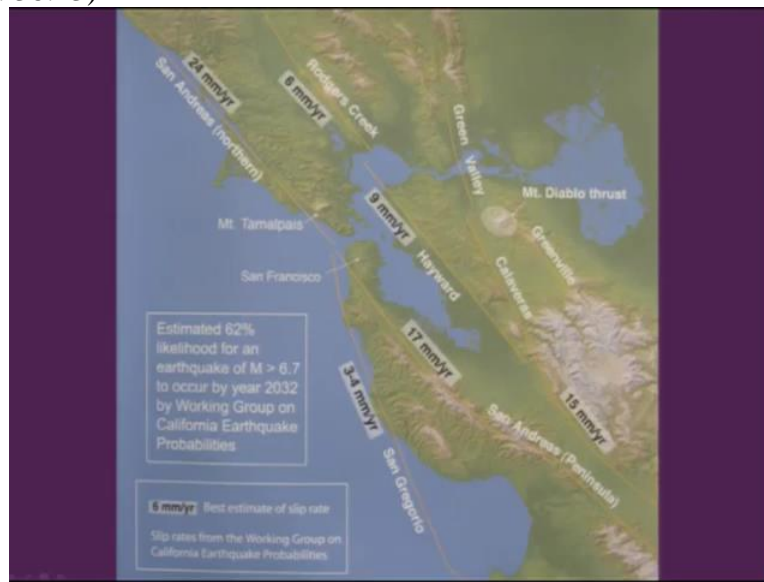 24 mm/yr
San Andreas (northern)
6 mm/yr
Rodgers Creek
Green Valley
Mt. Diablo thrust
9 mm/yr
Hayward
Greenville
Calaveras
Mt. Tamalpais
San Francisco
Estimated 62%
likelihood for an
earthquake of M > 6.7
to occur by year 2032
by Working Group on
California Earthquake
Probabilities
17 mm/yr
3-4 mm/yr
15 mm/yr
San Andreas (Peninsula)
San Gregorio
6 mm/yr Best estimate of slip rate
Slip rates from the Working Group on
California Earthquake Probabilities